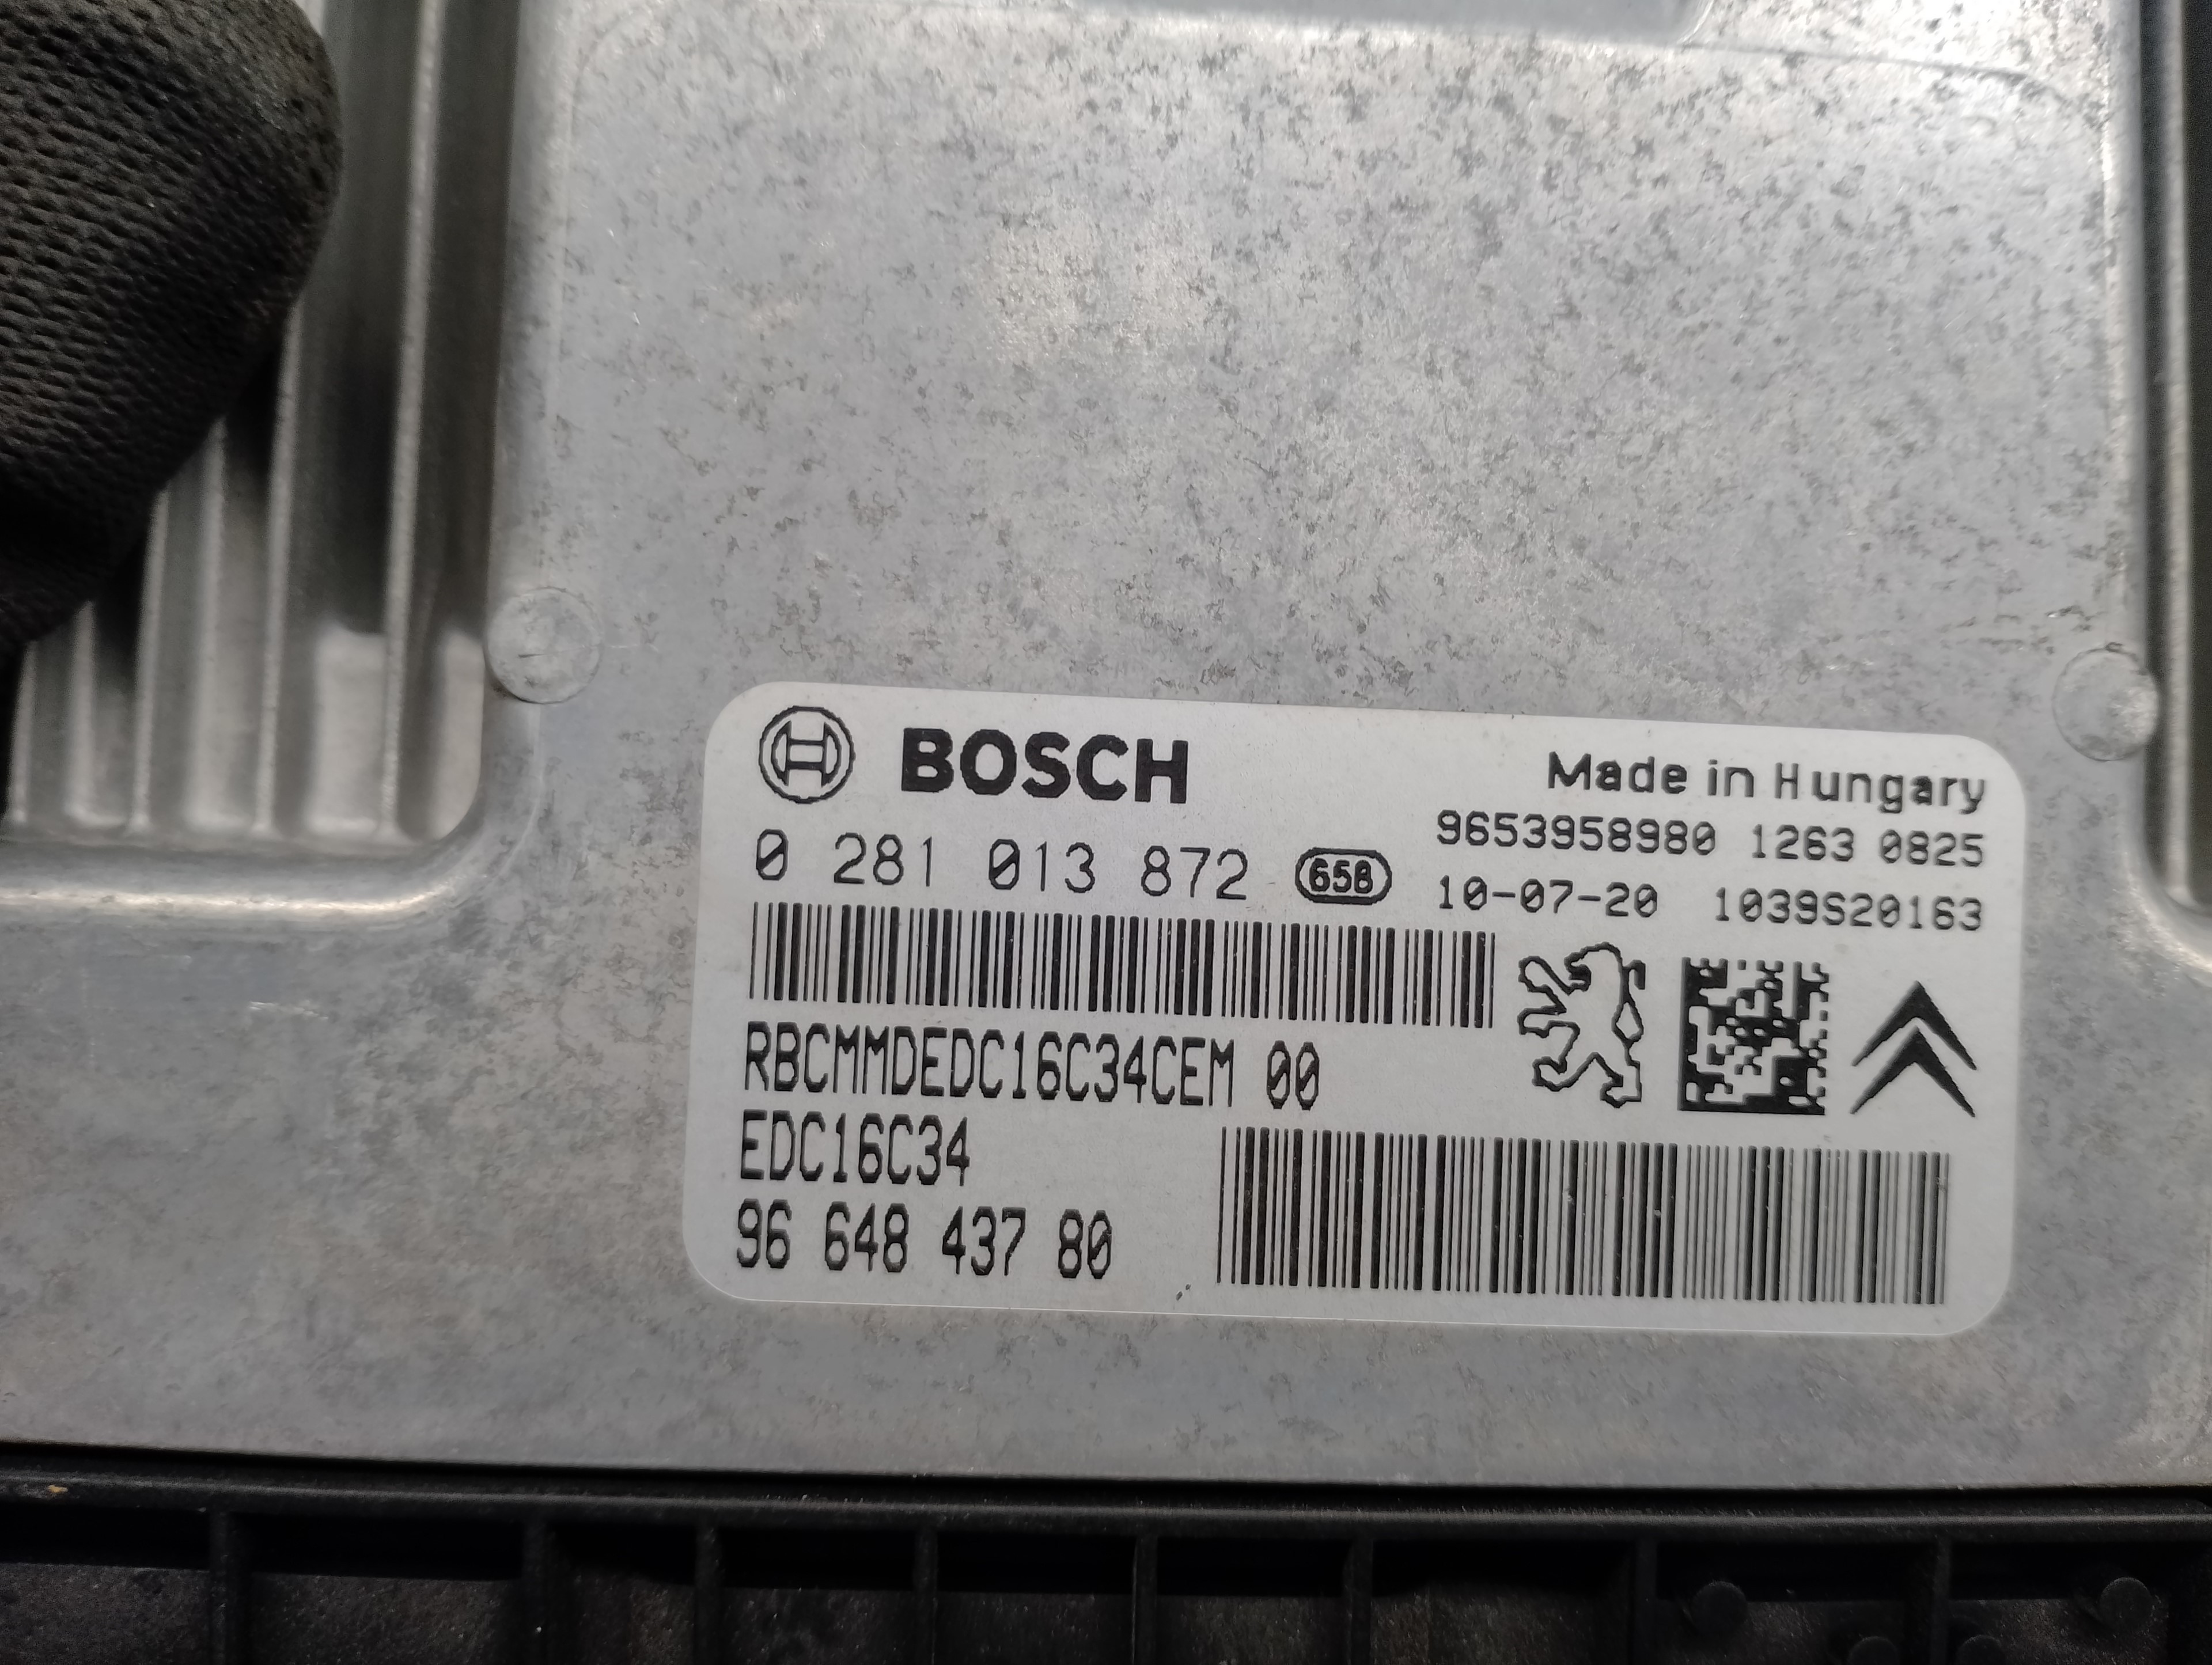 BOSCH
Made in Hungary
9653958980 1263 0825
0 281 013 872 65B
10-07-20 1039S20163
RBCMMDEDC16C34CEM 00
EDC16C34
96 648 437 80